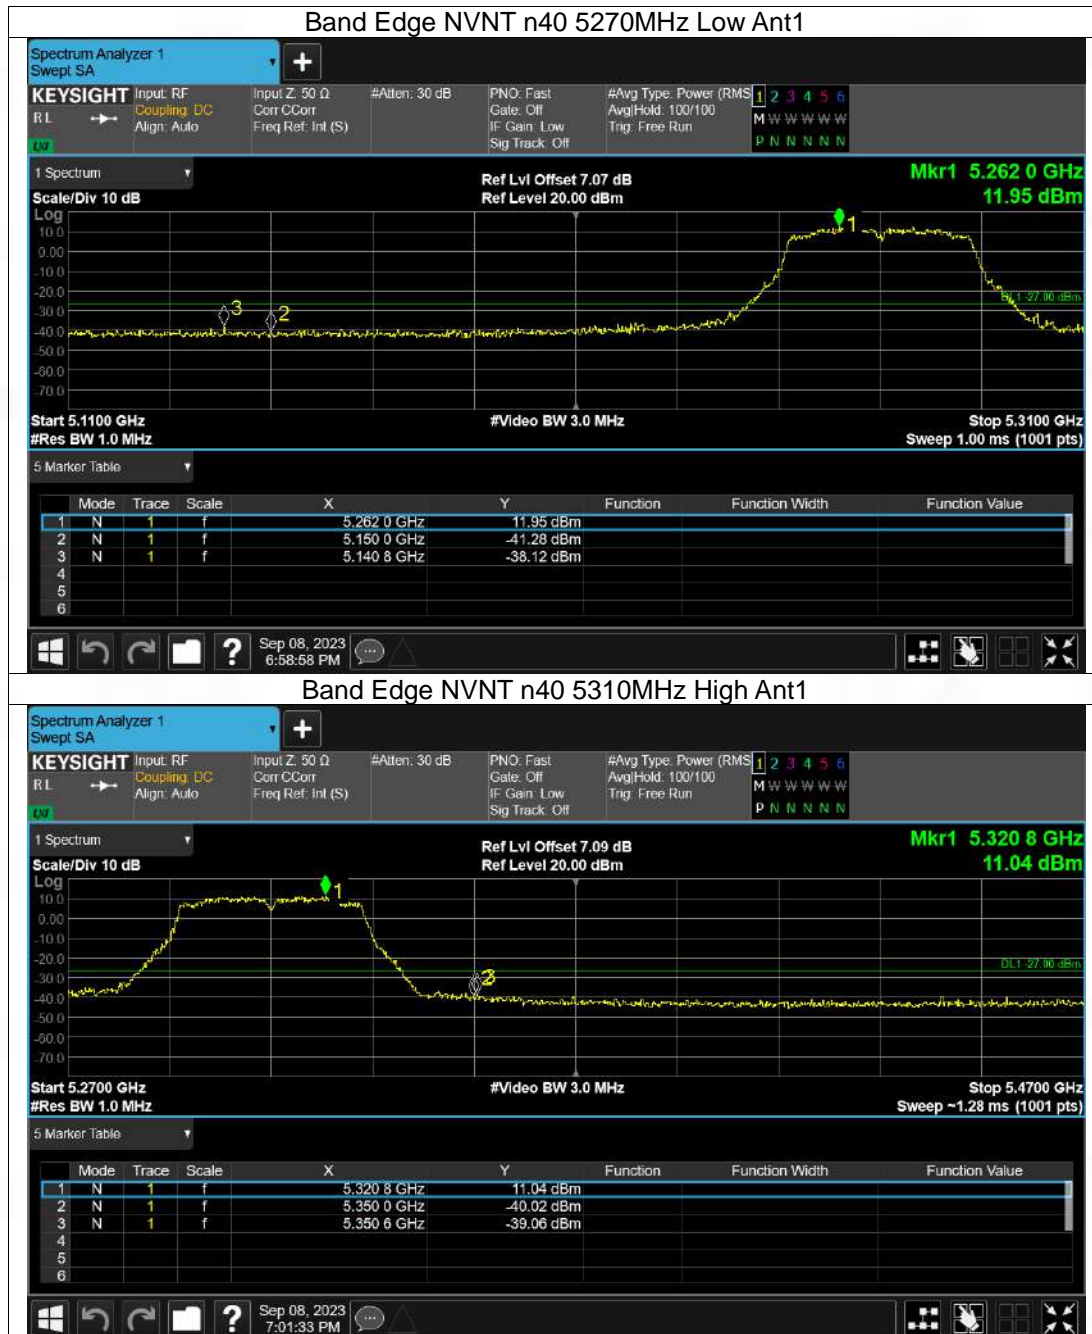 Band Edge NVNT n40 5270MHz Low Ant1
Spectrum Analyzer 1
Swept SA
KEYSIGHT Input: RF Input Z: 50 Ω #Atten: 30 dB PNO: Fast #Avg Type: Power (RMS 1 2 3 4 5 6
R L Coupling: DC Corr CCorr Gate: Off Avg|Hold: 100/100 M W W W W W
Align: Auto Freq Ref: Int (S) IF Gain: Low Trig: Free Run
LXI Sig Track: Off P N N N N N
1 Spectrum Ref Lvl Offset 7.07 dB Mkr1 5.262 0 GHz
Scale/Div 10 dB Ref Level 20.00 dBm 11.95 dBm
Log
10.0
0.00
-10.0
-20.0
-30.0
-40.0
-50.0
-60.0
-70.0
1
3
2
DL1 -27.00 dBm
Start 5.1100 GHz #Video BW 3.0 MHz Stop 5.3100 GHz
#Res BW 1.0 MHz Sweep 1.00 ms (1001 pts)
5 Marker Table
Mode Trace Scale X Y Function Function Width Function Value
1 N 1 f 5.262 0 GHz 11.95 dBm
2 N 1 f 5.150 0 GHz -41.28 dBm
3 N 1 f 5.140 8 GHz -38.12 dBm
4
5
6
? Sep 08, 2023
6:58:58 PM
Band Edge NVNT n40 5310MHz High Ant1
Spectrum Analyzer 1
Swept SA
KEYSIGHT Input: RF Input Z: 50 Ω #Atten: 30 dB PNO: Fast #Avg Type: Power (RMS 1 2 3 4 5 6
R L Coupling: DC Corr CCorr Gate: Off Avg|Hold: 100/100 M W W W W W
Align: Auto Freq Ref: Int (S) IF Gain: Low Trig: Free Run
LXI Sig Track: Off P N N N N N
1 Spectrum Ref Lvl Offset 7.09 dB Mkr1 5.320 8 GHz
Scale/Div 10 dB Ref Level 20.00 dBm 11.04 dBm
Log
10.0
0.00
-10.0
-20.0
-30.0
-40.0
-50.0
-60.0
-70.0
1
DL1 -27.00 dBm
Start 5.2700 GHz #Video BW 3.0 MHz Stop 5.4700 GHz
#Res BW 1.0 MHz Sweep ~1.28 ms (1001 pts)
5 Marker Table
Mode Trace Scale X Y Function Function Width Function Value
1 N 1 f 5.320 8 GHz 11.04 dBm
2 N 1 f 5.350 0 GHz -40.02 dBm
3 N 1 f 5.350 6 GHz -39.06 dBm
4
5
6
? Sep 08, 2023
7:01:33 PM